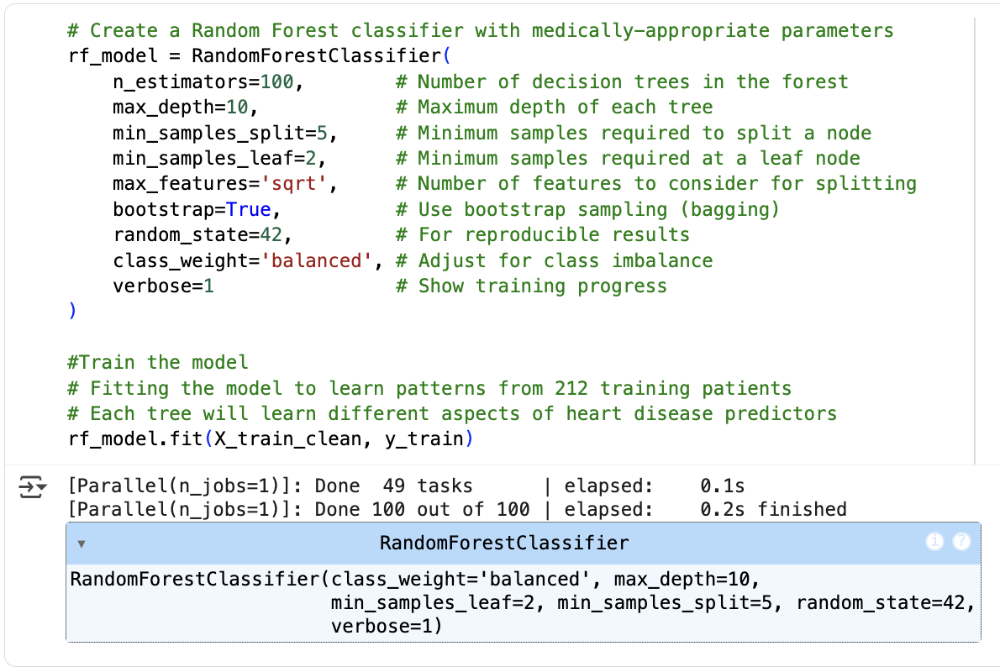 # Create a Random Forest classifier with medically-appropriate parameters
rf_model = RandomForestClassifier(
    n_estimators=100,        # Number of decision trees in the forest
    max_depth=10,            # Maximum depth of each tree
    min_samples_split=5,     # Minimum samples required to split a node
    min_samples_leaf=2,      # Minimum samples required at a leaf node
    max_features='sqrt',     # Number of features to consider for splitting
    bootstrap=True,          # Use bootstrap sampling (bagging)
    random_state=42,         # For reproducible results
    class_weight='balanced', # Adjust for class imbalance
    verbose=1                # Show training progress
)
#Train the model
# Fitting the model to learn patterns from 212 training patients
# Each tree will learn different aspects of heart disease predictors
rf_model.fit(X_train_clean, y_train)
[Parallel(n_jobs=1)]: Done  49 tasks      | elapsed:    0.1s
[Parallel(n_jobs=1)]: Done 100 out of 100 | elapsed:    0.2s finished
▼ RandomForestClassifier i ?
RandomForestClassifier(class_weight='balanced', max_depth=10,
                       min_samples_leaf=2, min_samples_split=5, random_state=42,
                       verbose=1)